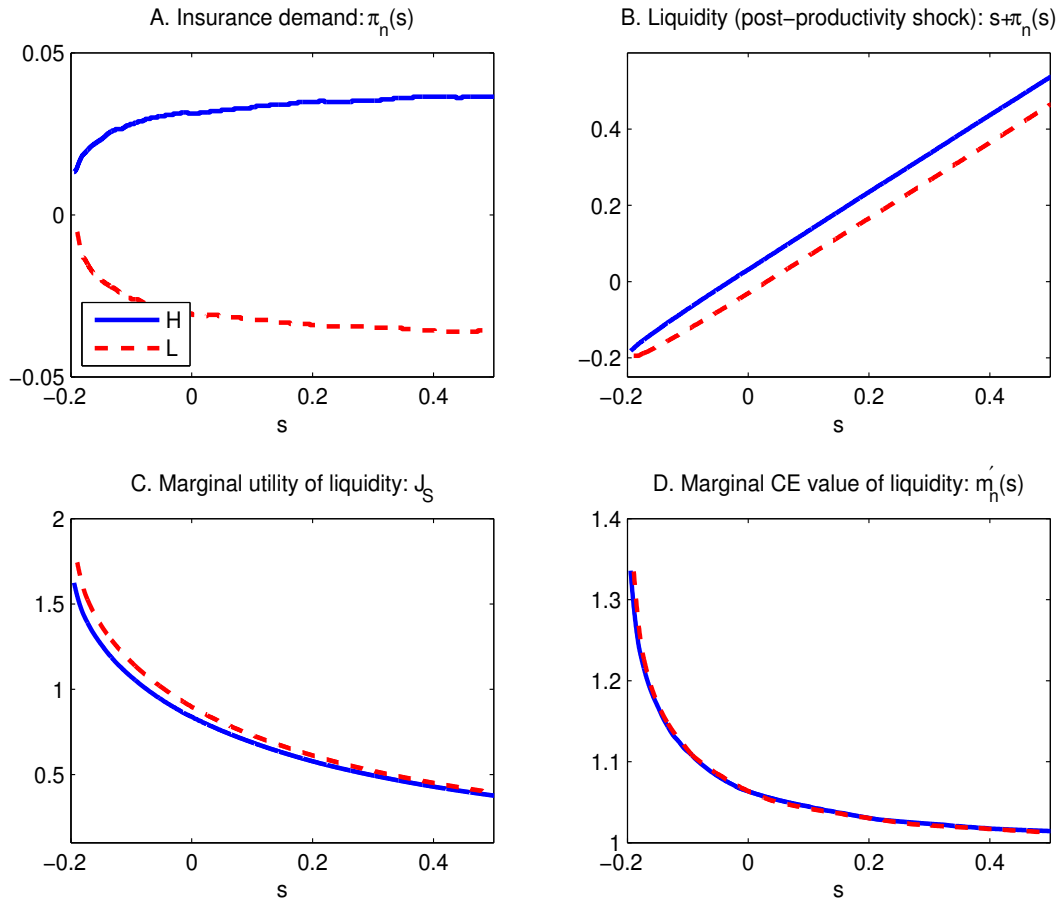 A. Insurance demand: π_n(s)
0.05
0
−0.05
−0.2 0 0.2 0.4
s
H
L
B. Liquidity (post−productivity shock): s+π_n(s)
0.4
0.2
0
−0.2
−0.2 0 0.2 0.4
s
C. Marginal utility of liquidity: J_S
2
1.5
1
0.5
−0.2 0 0.2 0.4
s
D. Marginal CE value of liquidity: m′_n(s)
1.4
1.3
1.2
1.1
1
−0.2 0 0.2 0.4
s